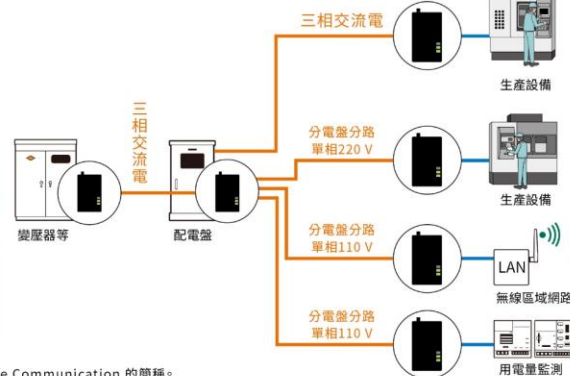 三相交流電
生產設備
三相交流電
分電盤分路
單相220 V
生產設備
變壓器等
配電盤
分電盤分路
單相110 V
LAN
無線區域網路
分電盤分路
單相110 V
用電量監測
e Communication 的簡稱。